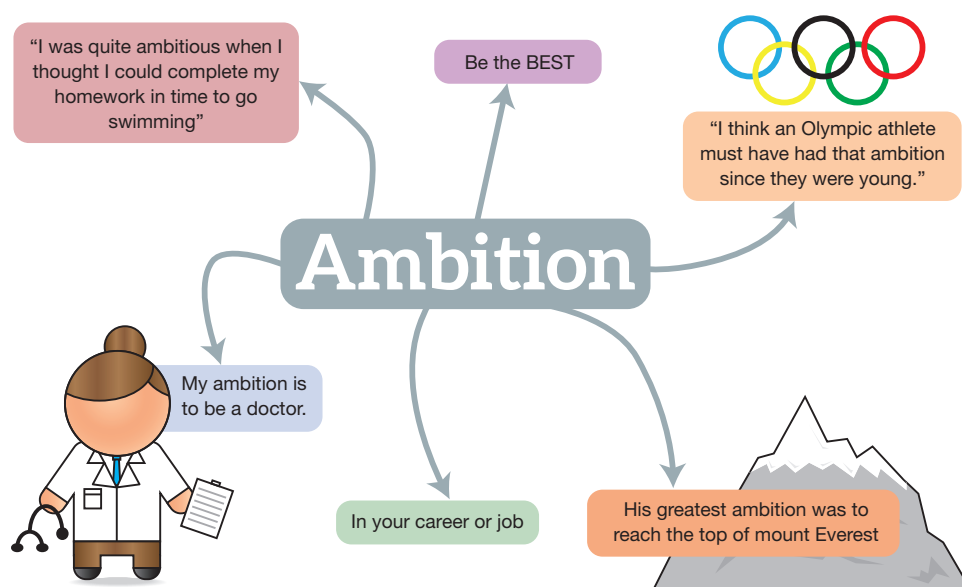 “I was quite ambitious when I
thought I could complete my
homework in time to go
swimming”
Be the BEST
“I think an Olympic athlete
must have had that ambition
since they were young.”
Ambition
My ambition is
to be a doctor.
In your career or job
His greatest ambition was to
reach the top of mount Everest